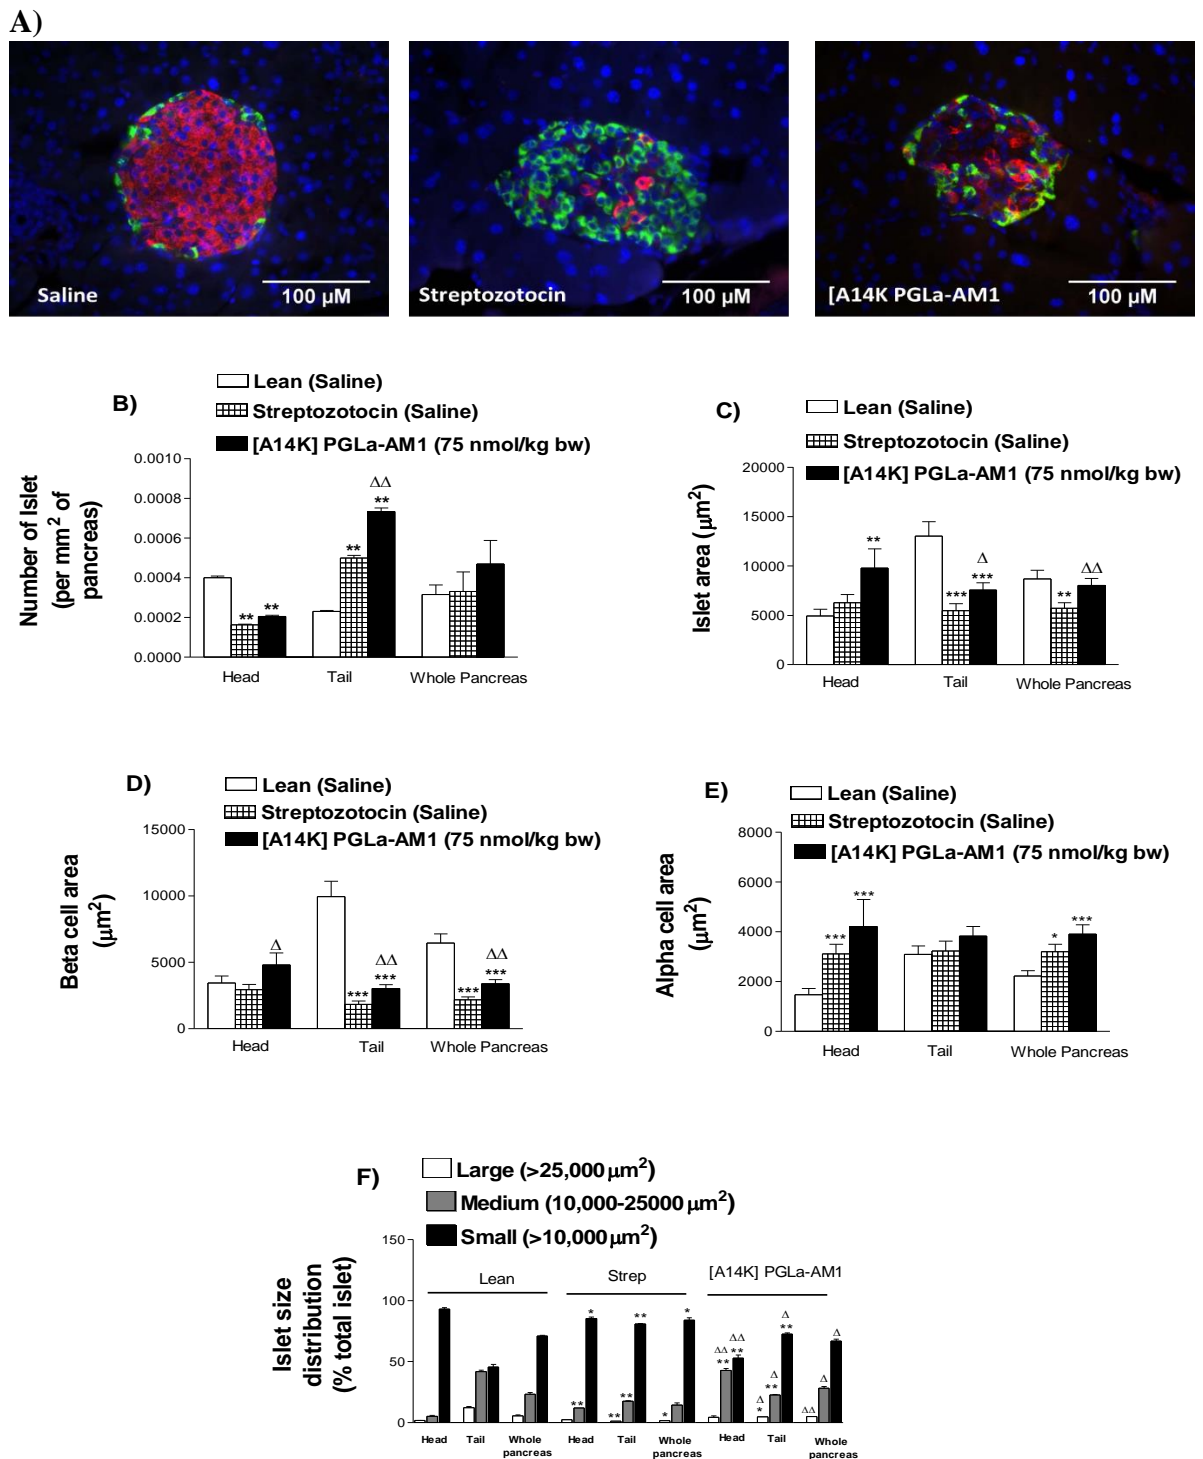 A)
Saline
100 µM
Streptozotocin
100 µM
[A14K PGLa-AM1
100 µM
B)
Lean (Saline)
Streptozotocin (Saline)
[A14K] PGLa-AM1 (75 nmol/kg bw)
Number of Islet
(per mm² of
pancreas)
0.0010
0.0008
0.0006
0.0004
0.0002
0.0000
** **
**
ΔΔ
**
Head Tail Whole Pancreas
C)
Lean (Saline)
Streptozotocin (Saline)
[A14K] PGLa-AM1 (75 nmol/kg bw)
Islet area (µm²)
20000
15000
10000
5000
0
**
***
Δ
***
**
ΔΔ
Head Tail Whole Pancreas
D)
Lean (Saline)
Streptozotocin (Saline)
[A14K] PGLa-AM1 (75 nmol/kg bw)
Beta cell area
(µm²)
15000
10000
5000
0
Δ
***
ΔΔ
***
***
ΔΔ
***
Head Tail Whole Pancreas
E)
Lean (Saline)
Streptozotocin (Saline)
[A14K] PGLa-AM1 (75 nmol/kg bw)
Alpha cell area
(µm²)
8000
6000
4000
2000
0
***
***
*
***
Head Tail Whole Pancreas
F)
Large (>25,000 µm²)
Medium (10,000-25000 µm²)
Small (>10,000 µm²)
Islet size
distribution
(% total islet)
150
100
50
0
Lean Strep [A14K] PGLa-AM1
**
*
**
**
**
*
*
ΔΔ
**
ΔΔ
**
Δ
*
Δ
**
Δ
**
ΔΔ
Δ
Δ
Head Tail Whole pancreas Head Tail Whole pancreas Head Tail Whole pancreas